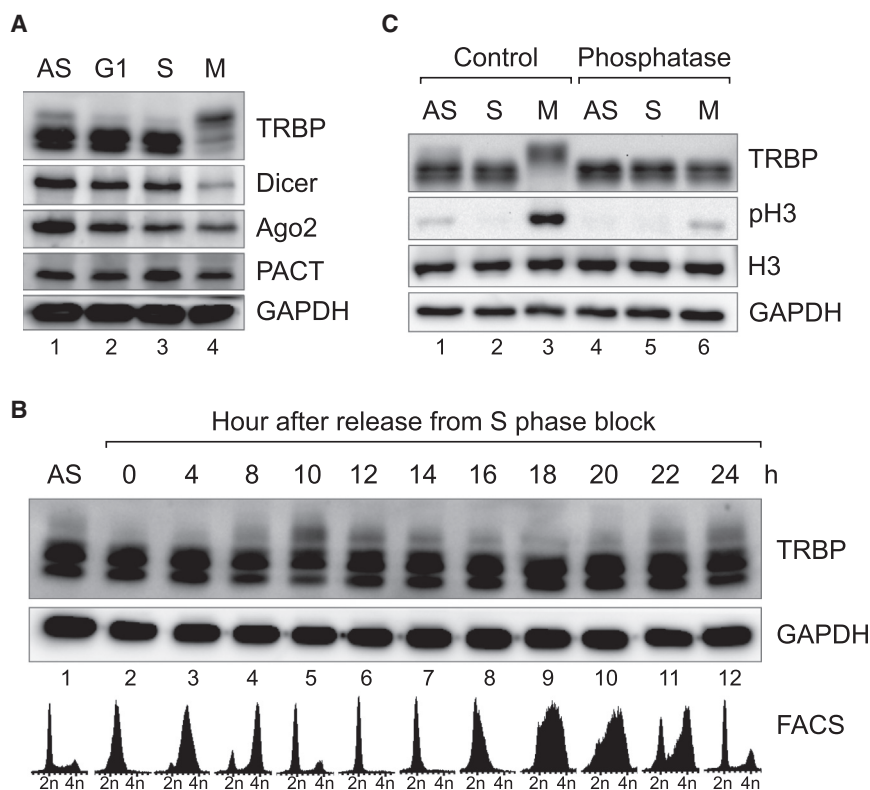 A
AS G1 S M
TRBP
Dicer
Ago2
PACT
GAPDH
1 2 3 4
C
Control Phosphatase
AS S M AS S M
TRBP
pH3
H3
GAPDH
1 2 3 4 5 6
B
Hour after release from S phase block
AS 0 4 8 10 12 14 16 18 20 22 24 h
TRBP
GAPDH
1 2 3 4 5 6 7 8 9 10 11 12
FACS
2n 4n 2n 4n 2n 4n 2n 4n 2n 4n 2n 4n 2n 4n 2n 4n 2n 4n 2n 4n 2n 4n 2n 4n